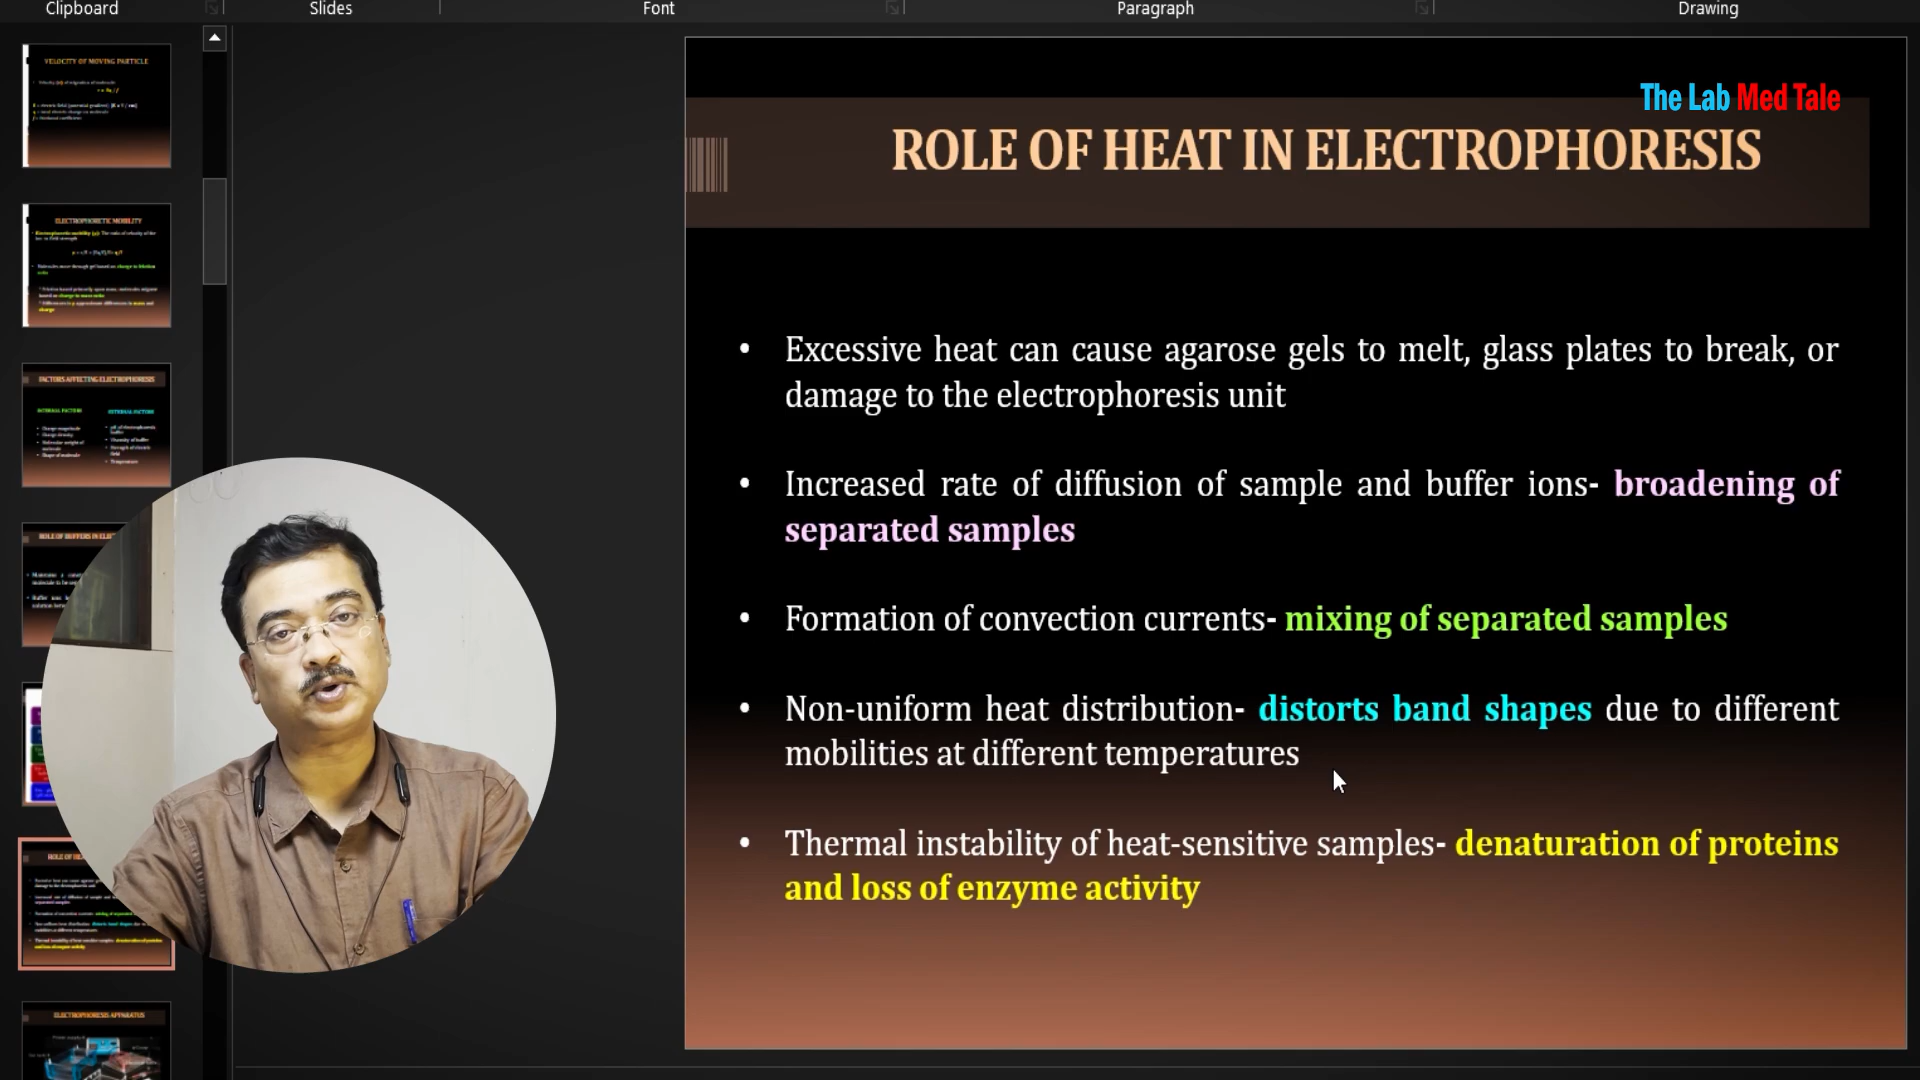 Clipboard
Slides
Font
Paragraph
Drawing
VELOCITY OF MOVING PARTICLE
ELECTROPHORETIC MOBILITY
FACTORS AFFECTING ELECTROPHORESIS
INTERNAL FACTORS
EXTERNAL FACTORS
ELECTROPHORESIS APPARATUS
The Lab Med Tale
ROLE OF HEAT IN ELECTROPHORESIS
• Excessive heat can cause agarose gels to melt, glass plates to break, or
damage to the electrophoresis unit
• Increased rate of diffusion of sample and buffer ions- broadening of
separated samples
• Formation of convection currents- mixing of separated samples
• Non-uniform heat distribution- distorts band shapes due to different
mobilities at different temperatures
• Thermal instability of heat-sensitive samples- denaturation of proteins
and loss of enzyme activity